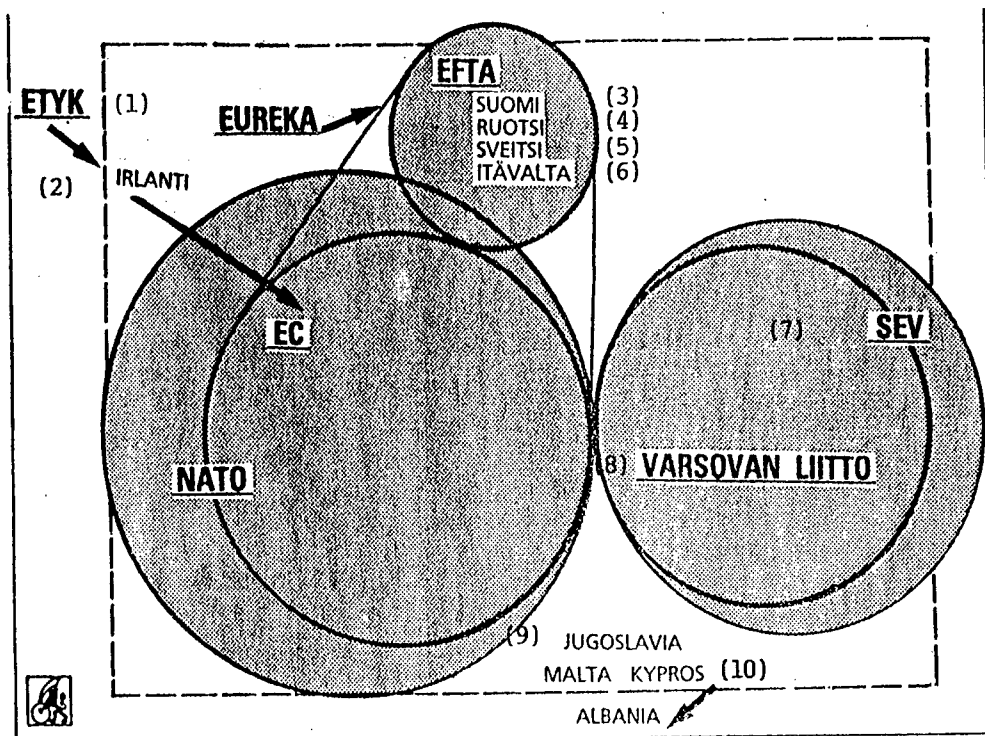 EFTA
SUOMI (3)
RUOTSI (4)
SVEITSI (5)
ITÄVALTA (6)
ETYK (1)
EUREKA
(2) IRLANTI
EC
(7) SEV
NATO
(8) VARSOVAN LIITTO
(9) JUGOSLAVIA
MALTA KYPROS (10)
ALBANIA